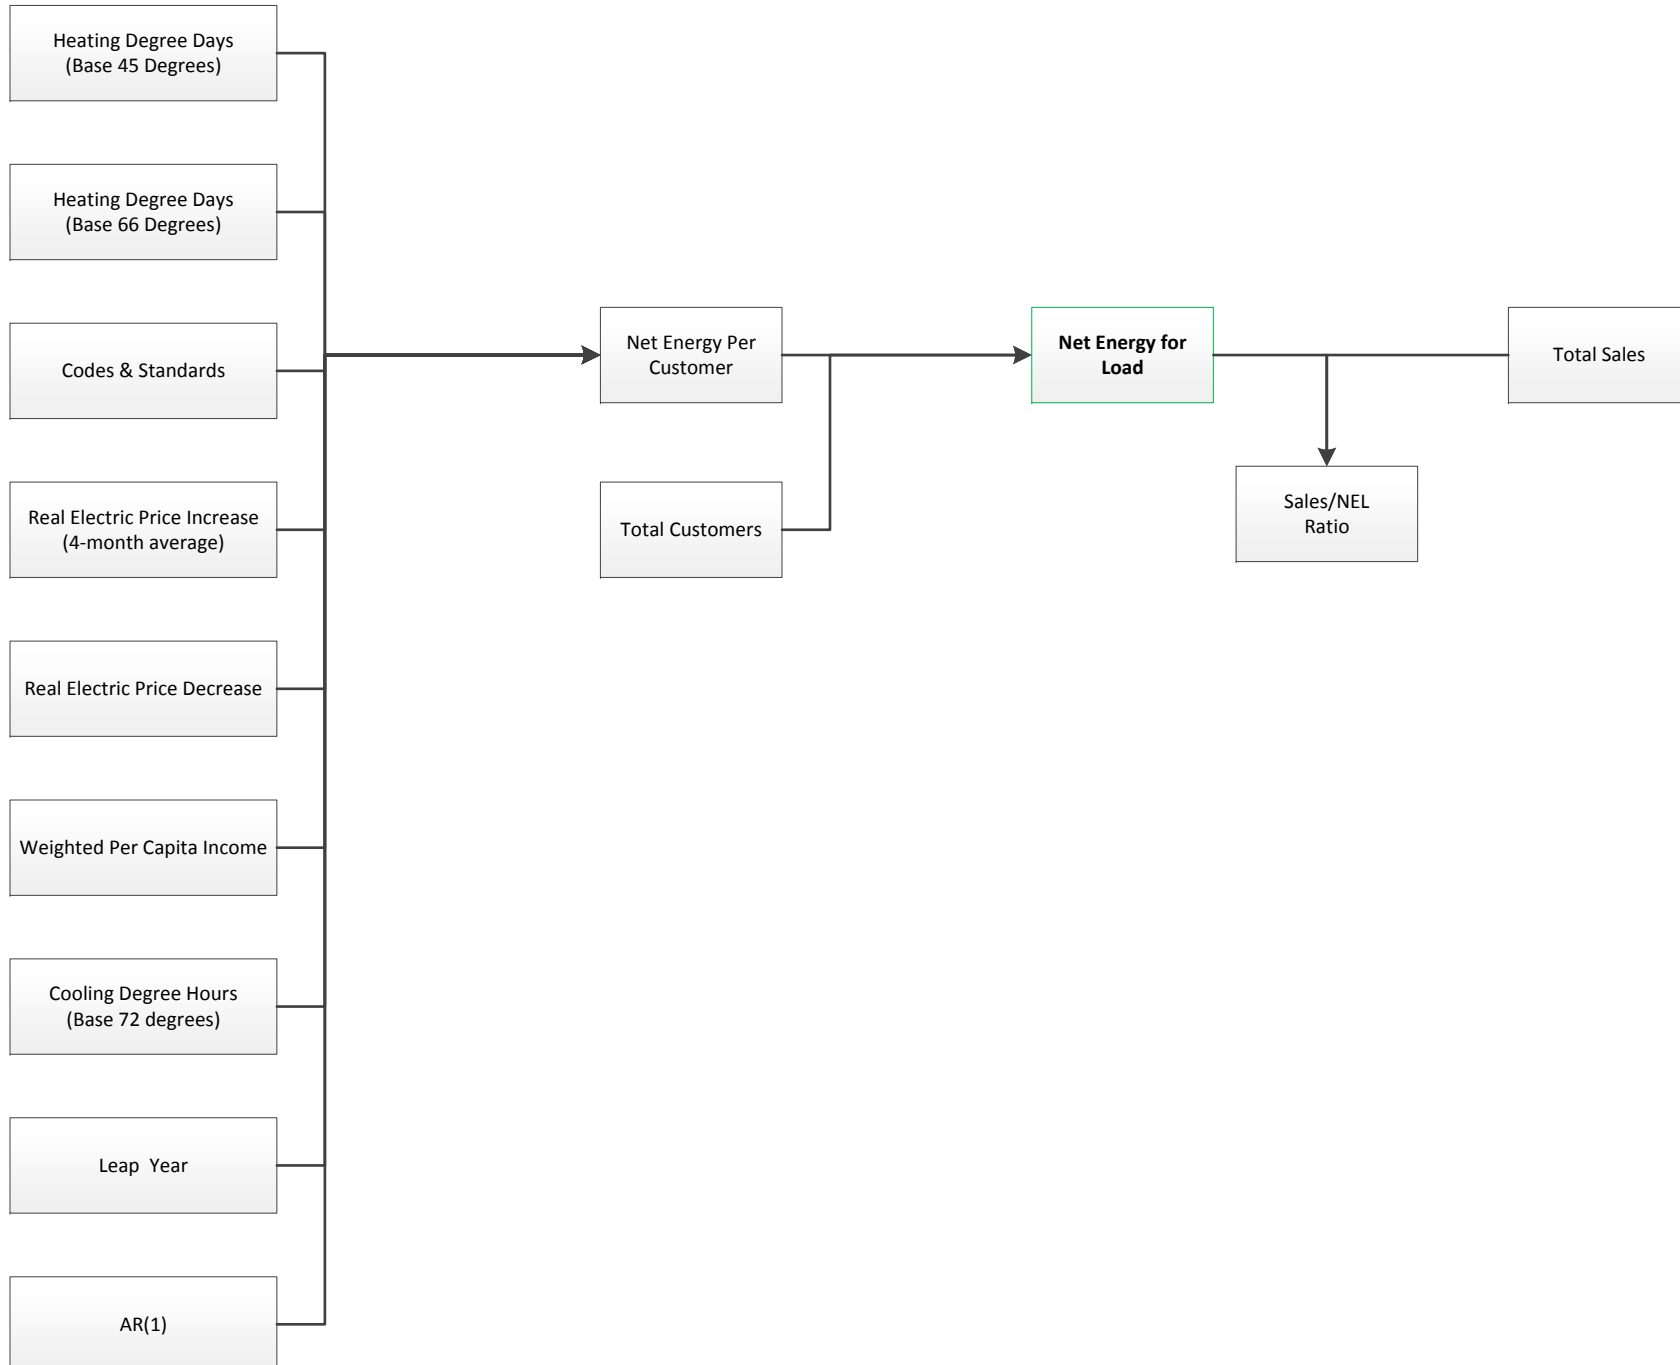 Heating Degree Days
(Base 45 Degrees)
Heating Degree Days
(Base 66 Degrees)
Codes & Standards
Real Electric Price Increase
(4-month average)
Real Electric Price Decrease
Weighted Per Capita Income
Cooling Degree Hours
(Base 72 degrees)
Leap Year
AR(1)
Net Energy Per
Customer
Total Customers
Net Energy for
Load
Sales/NEL
Ratio
Total Sales